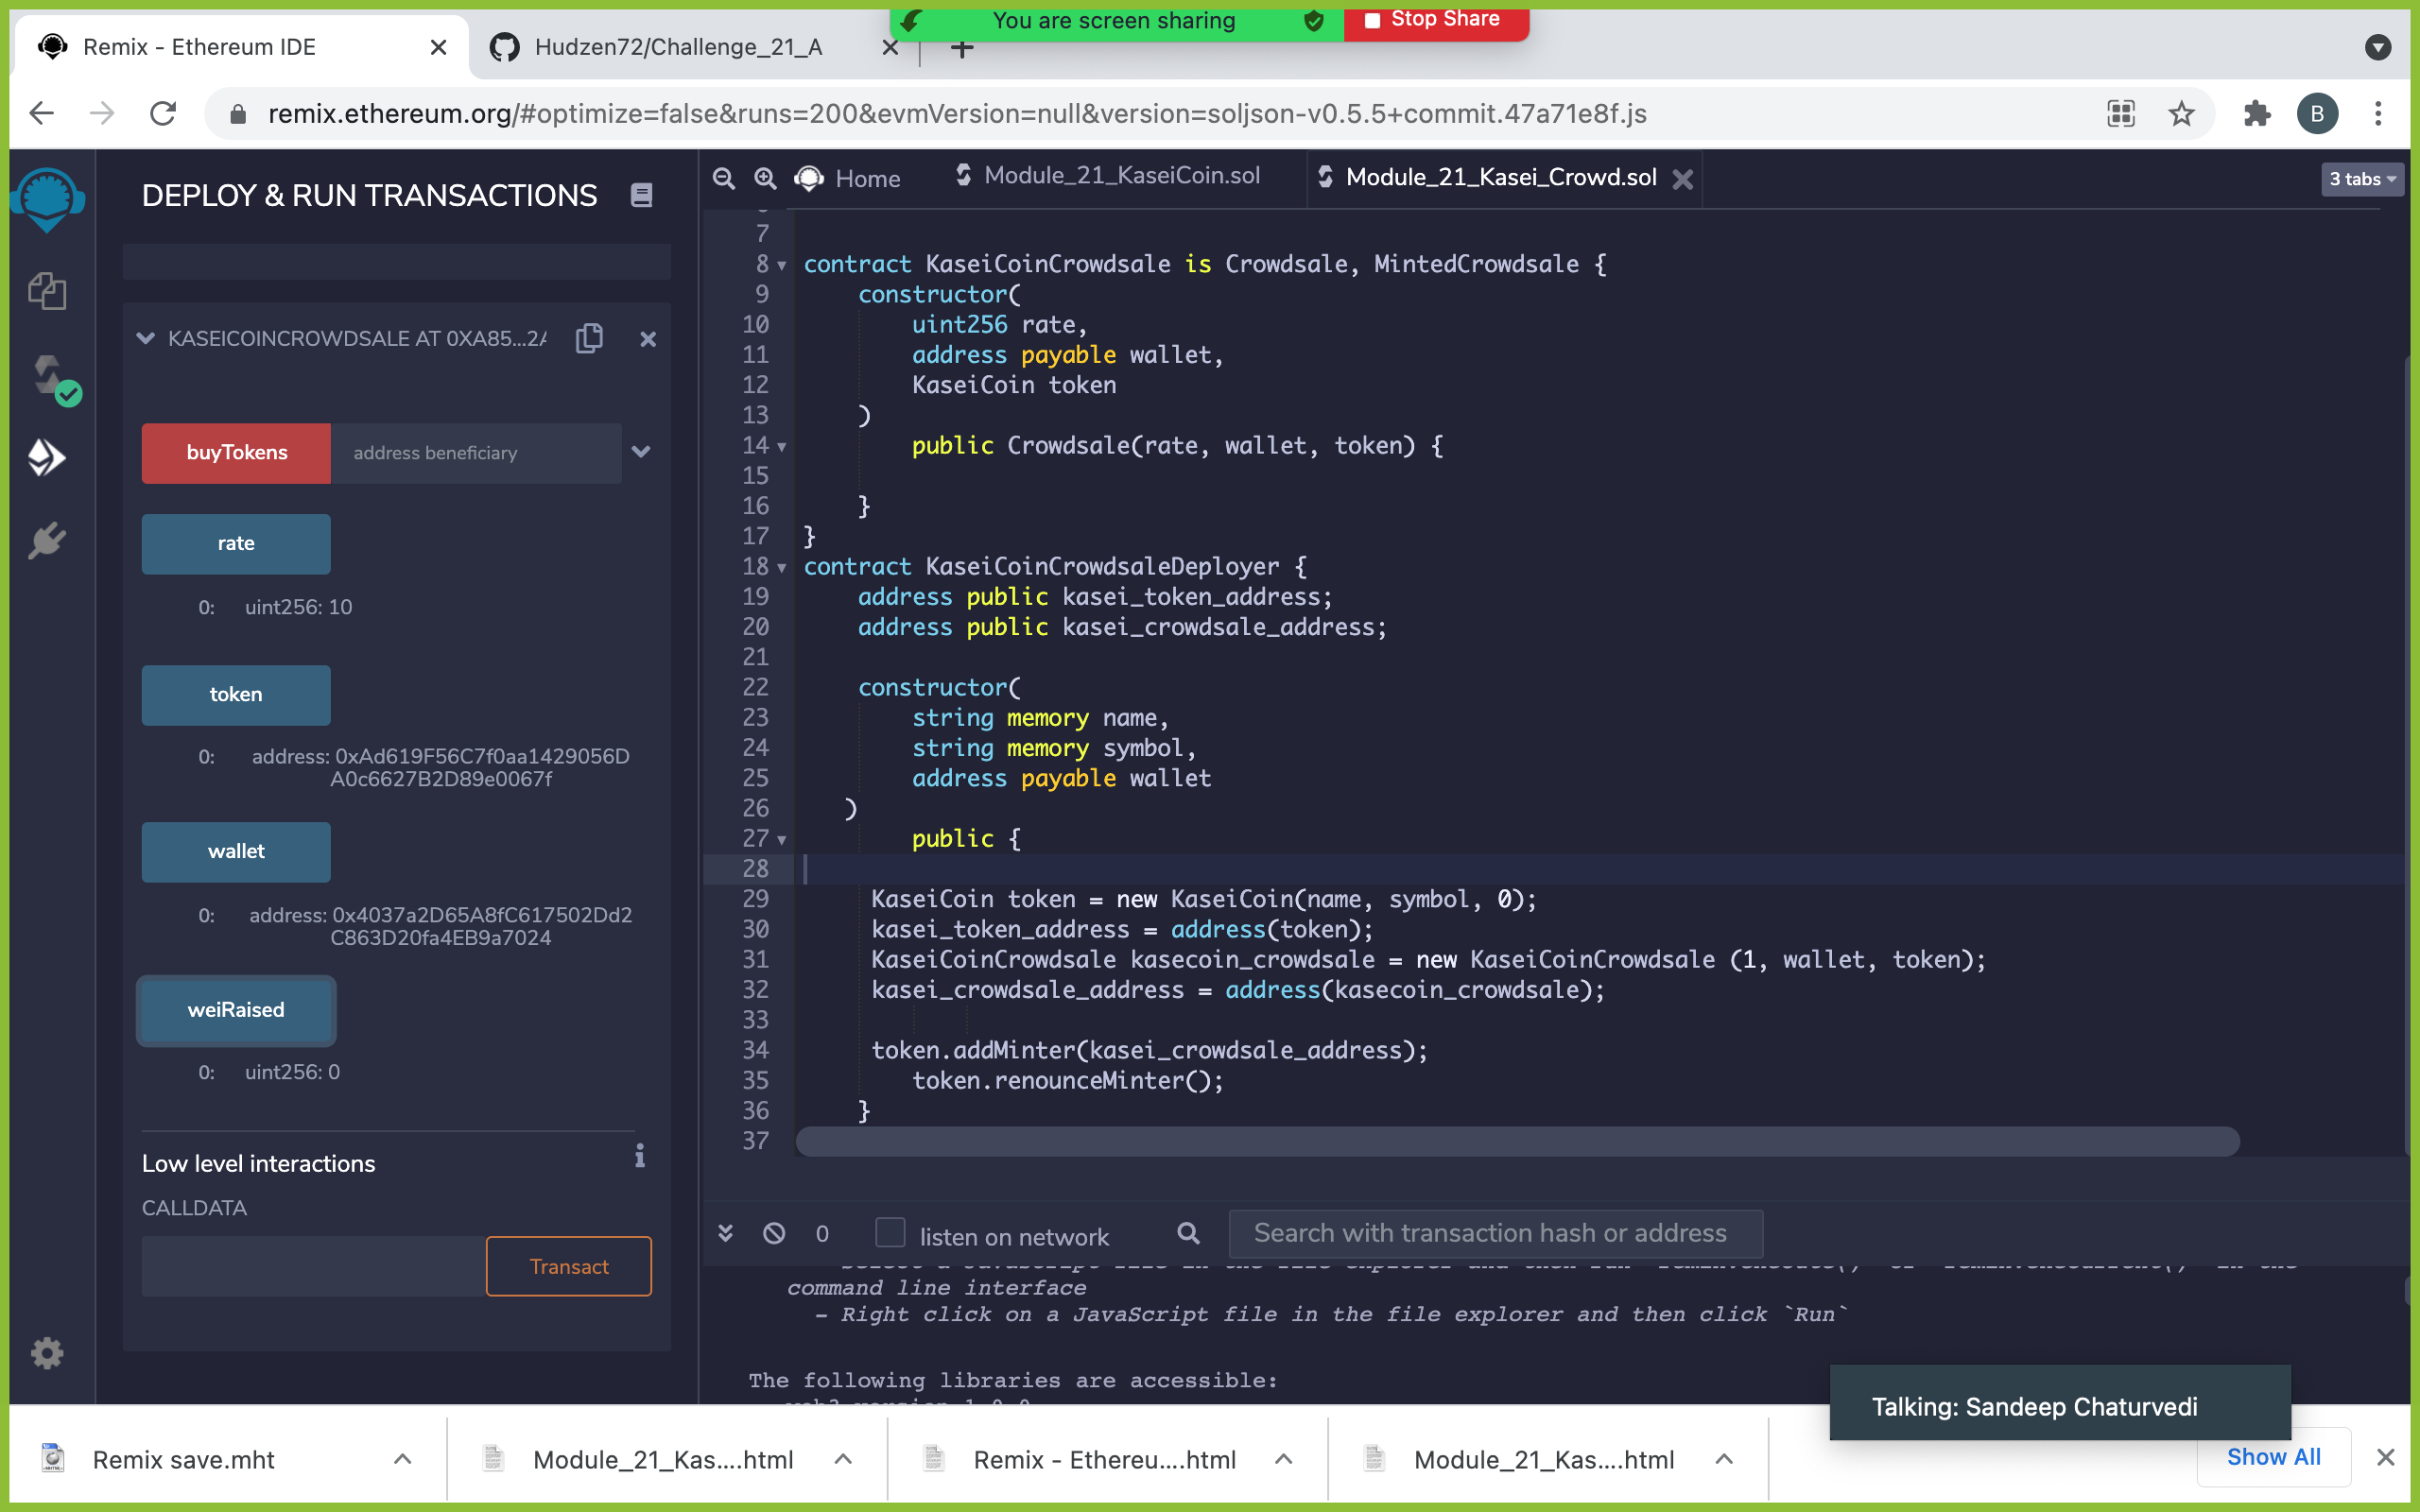 You are screen sharing
Stop Share
Remix - Ethereum IDE
Hudzen72/Challenge_21_A
remix.ethereum.org/#optimize=false&runs=200&evmVersion=null&version=soljson-v0.5.5+commit.47a71e8f.js
B
DEPLOY & RUN TRANSACTIONS
KASEICOINCROWDSALE AT 0XA85...2A
buyTokens
address beneficiary
rate
0: uint256: 10
token
0: address: 0xAd619F56C7f0aa1429056D
A0c6627B2D89e0067f
wallet
0: address: 0x4037a2D65A8fC617502Dd2
C863D20fa4EB9a7024
weiRaised
0: uint256: 0
Low level interactions
CALLDATA
Transact
Home
Module_21_KaseiCoin.sol
Module_21_Kasei_Crowd.sol
3 tabs
7
8 contract KaseiCoinCrowdsale is Crowdsale, MintedCrowdsale {
9 constructor(
10 uint256 rate,
11 address payable wallet,
12 KaseiCoin token
13 )
14 public Crowdsale(rate, wallet, token) {
15
16 }
17 }
18 contract KaseiCoinCrowdsaleDeployer {
19 address public kasei_token_address;
20 address public kasei_crowdsale_address;
21
22 constructor(
23 string memory name,
24 string memory symbol,
25 address payable wallet
26 )
27 public {
28
29 KaseiCoin token = new KaseiCoin(name, symbol, 0);
30 kasei_token_address = address(token);
31 KaseiCoinCrowdsale kasecoin_crowdsale = new KaseiCoinCrowdsale (1, wallet, token);
32 kasei_crowdsale_address = address(kasecoin_crowdsale);
33
34 token.addMinter(kasei_crowdsale_address);
35 token.renounceMinter();
36 }
37
0
listen on network
Search with transaction hash or address
command line interface
- Right click on a JavaScript file in the file explorer and then click `Run`
The following libraries are accessible:
Talking: Sandeep Chaturvedi
Remix save.mht
Module_21_Kas....html
Remix - Ethereu....html
Module_21_Kas....html
Show All